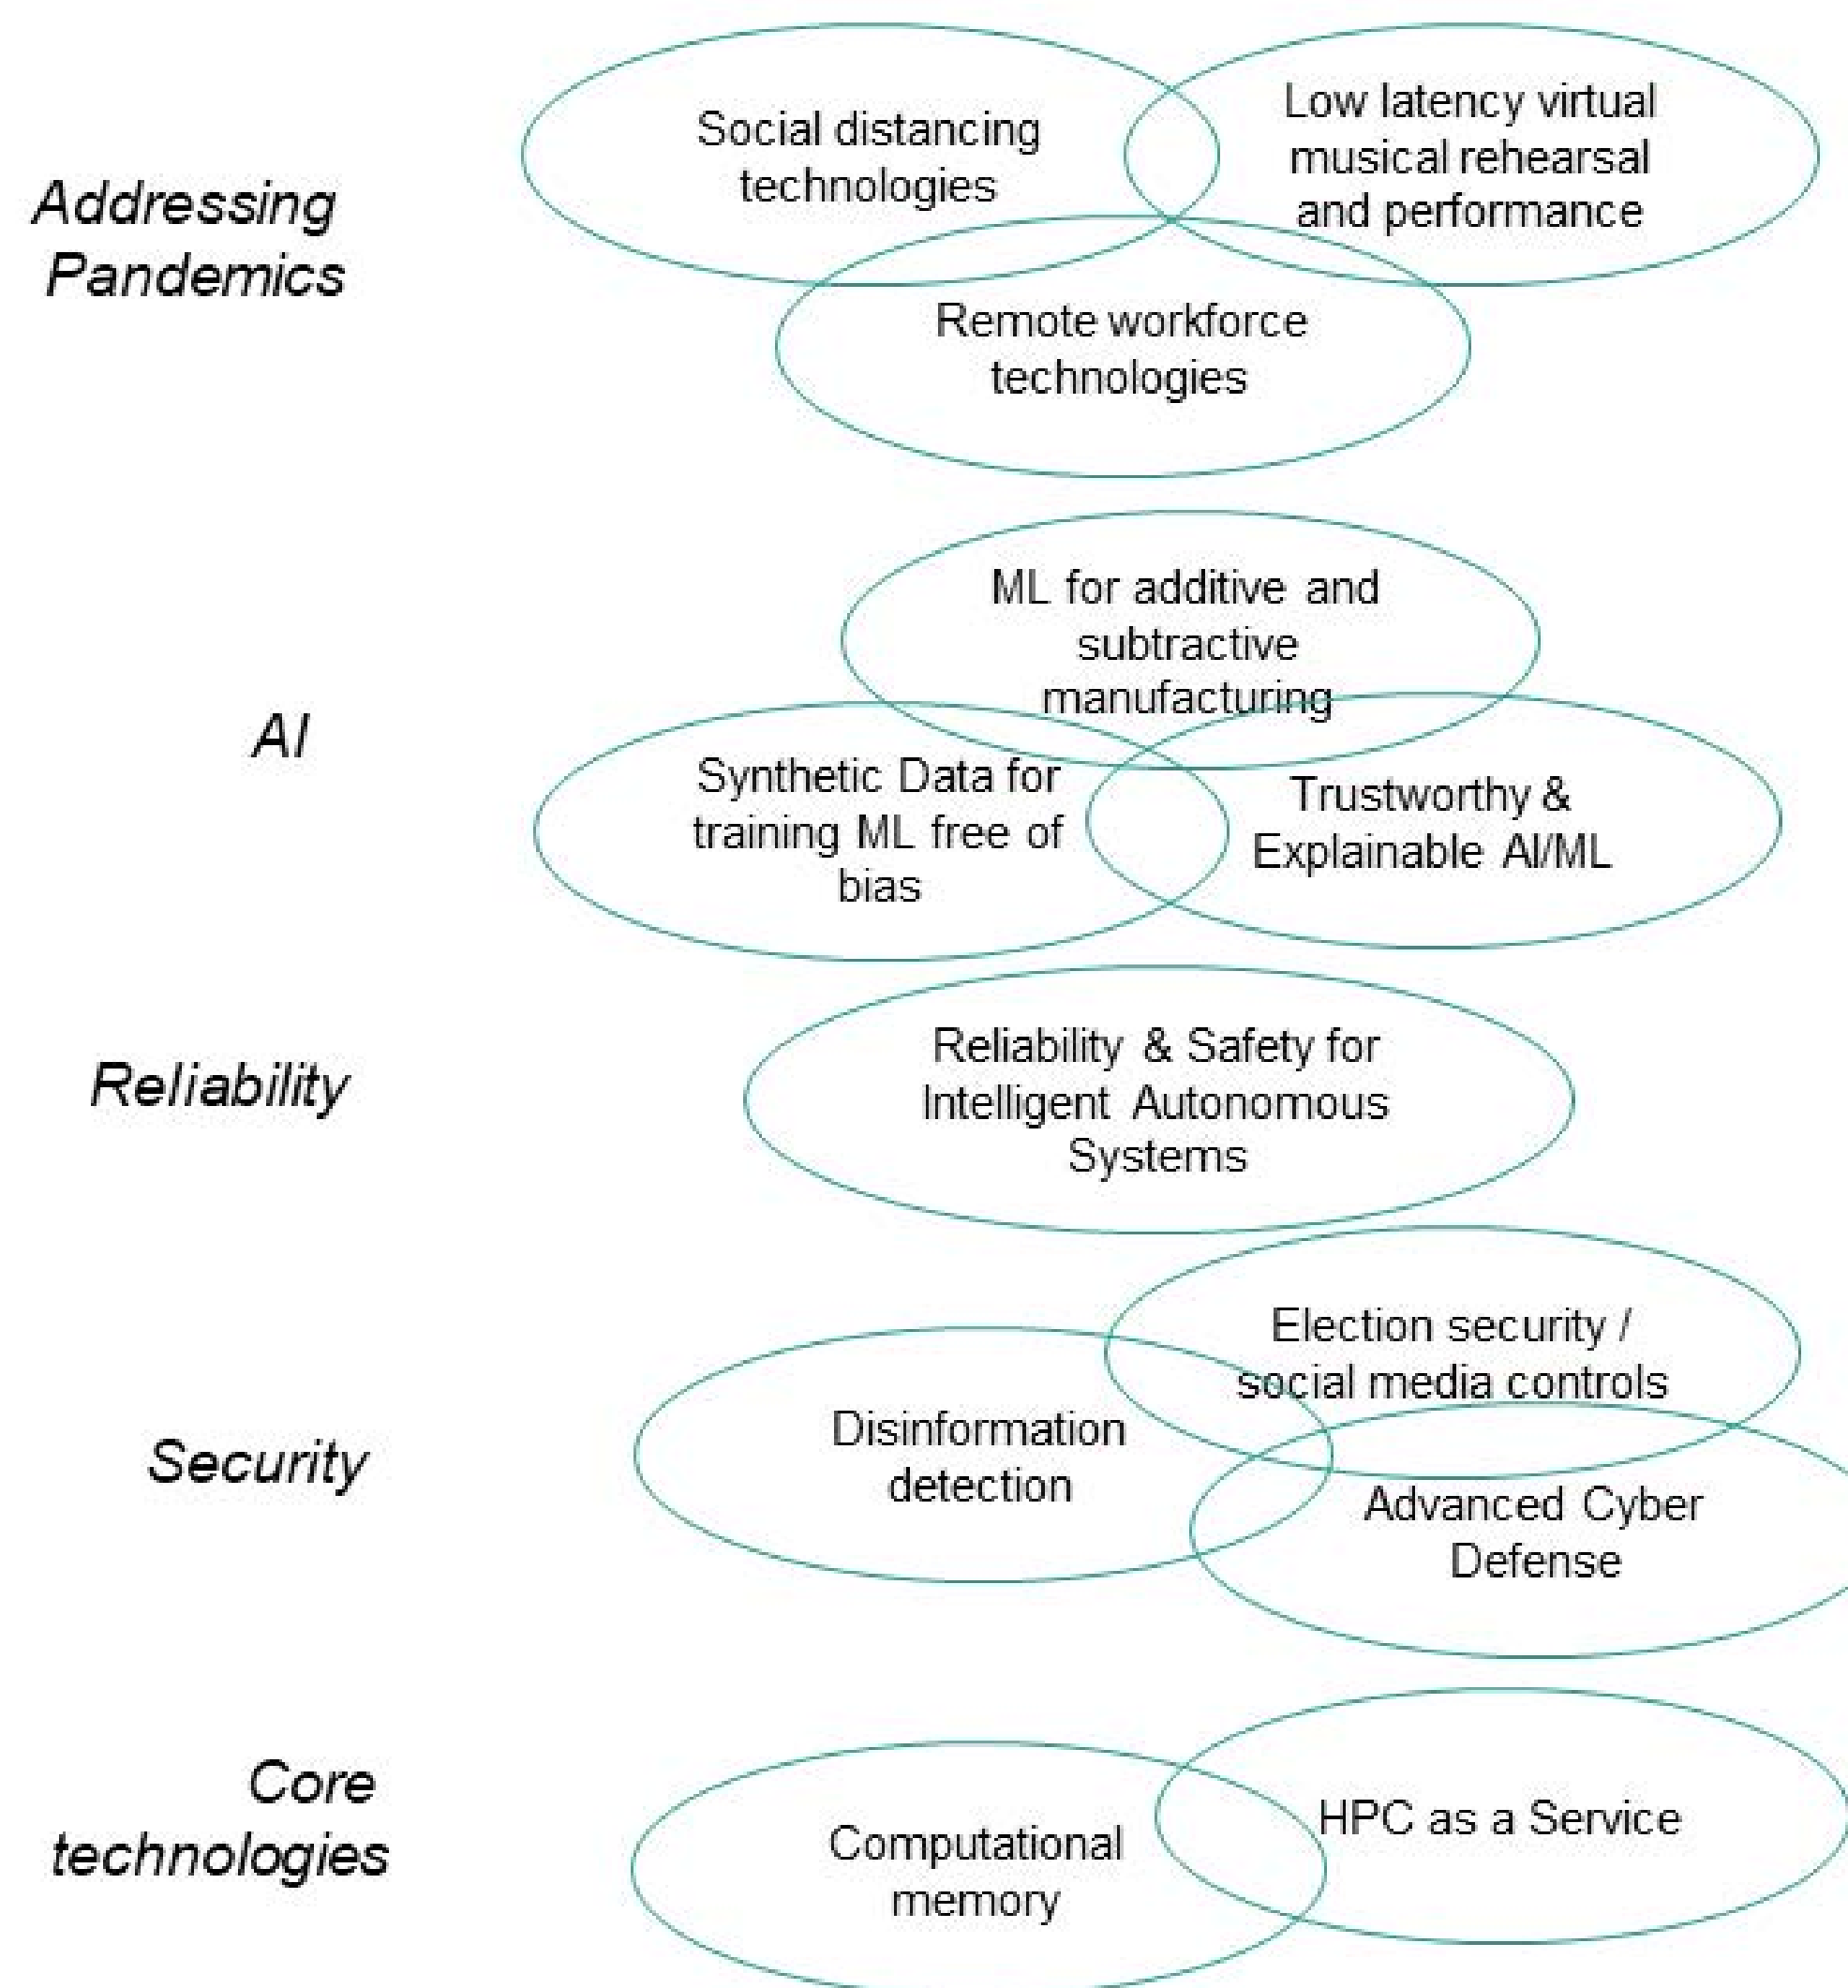 Addressing
Pandemics
Social distancing
technologies
Low latency virtual
musical rehearsal
and performance
Remote workforce
technologies
AI
ML for additive and
subtractive
manufacturing
Synthetic Data for
training ML free of
bias
Trustworthy &
Explainable AI/ML
Reliability
Reliability & Safety for
Intelligent Autonomous
Systems
Security
Election security /
social media controls
Disinformation
detection
Advanced Cyber
Defense
Core
technologies
Computational
memory
HPC as a Service